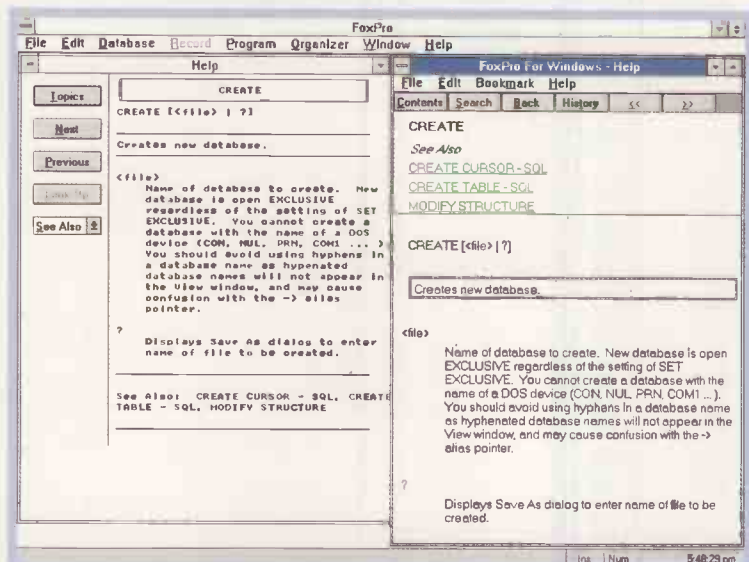 FoxPro
File Edit Database Record Program Organizer Window Help
Help
Topics
Next
Previous
Look Up
See Also
CREATE
CREATE [<file> | ?]
Creates new database.
<file>
Name of database to create. New
database is open EXCLUSIVE
regardless of the setting of SET
EXCLUSIVE. You cannot create a
database with the name of a DOS
device (CON, NUL, PRN, COM1 ... )
You should avoid using hyphens in
a database name as hypenated
database names will not appear in
the View window, and may cause
confusion with the -> alias
pointer.
?
Displays Save As dialog to enter
name of file to be created.
See Also: CREATE CURSOR - SQL, CREATE
TABLE - SQL, MODIFY STRUCTURE
FoxPro For Windows - Help
File Edit Bookmark Help
Contents Search Back History << >>
CREATE
See Also
CREATE CURSOR - SQL
CREATE TABLE - SQL
MODIFY STRUCTURE
CREATE [<file> | ?]
Creates new database.
<file>
Name of database to create. New database is open
EXCLUSIVE regardless of the setting of SET
EXCLUSIVE. You cannot create a database with the
name of a DOS device (CON, NUL, PRN, COM1 ... ).
You should avoid using hyphens in a database name
as hyphenated database names will not appear in the
View window, and may cause confusion with the ->
alias pointer.
?
Displays Save As dialog to enter name of file to be
created.
Ins Num 5:48:29 pm